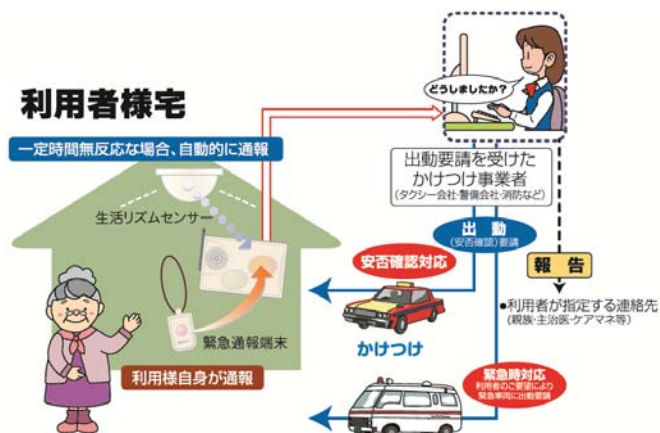 利用者様宅
一定時間無反応な場合、自動的に通報
生活リズムセンサー
緊急通報端末
利用様自身が通報
どうしましたか?
出動要請を受けた
かけつけ事業者
(タクシー会社・警備会社・消防など)
出動
(安否確認)要請
安否確認対応
かけつけ
報告
●利用者が指定する連絡先
(親族・主治医・ケアマネ等)
緊急時対応
利用者のご要望により
緊急車両に出動要請